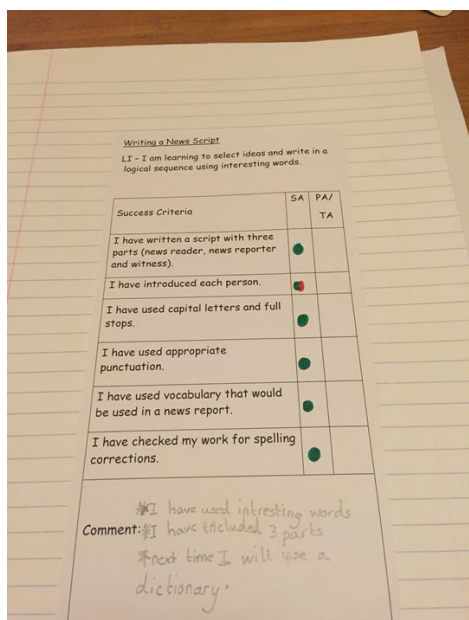 Writing a News Script
LI - I am learning to select ideas and write in a
logical sequence using interesting words.
Success Criteria
SA
PA/
TA
I have written a script with three
parts (news reader, news reporter
and witness).
I have introduced each person.
I have used capital letters and full
stops.
I have used appropriate
punctuation.
I have used vocabulary that would
be used in a news report.
I have checked my work for spelling
corrections.
*I have used intresting words
Comment: *I have included 3 parts
*next time I will use a
dictionary.